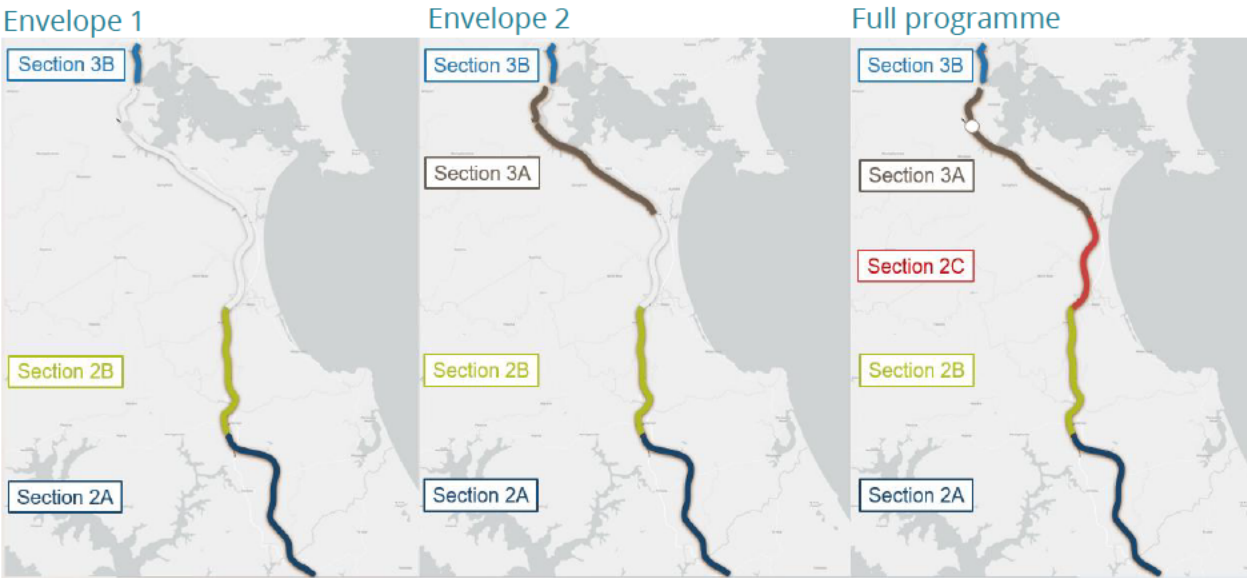 Envelope 1
Envelope 2
Full programme
Section 3B
Section 3B
Section 3B
Section 3A
Section 3A
Section 2C
Section 2B
Section 2B
Section 2B
Section 2A
Section 2A
Section 2A